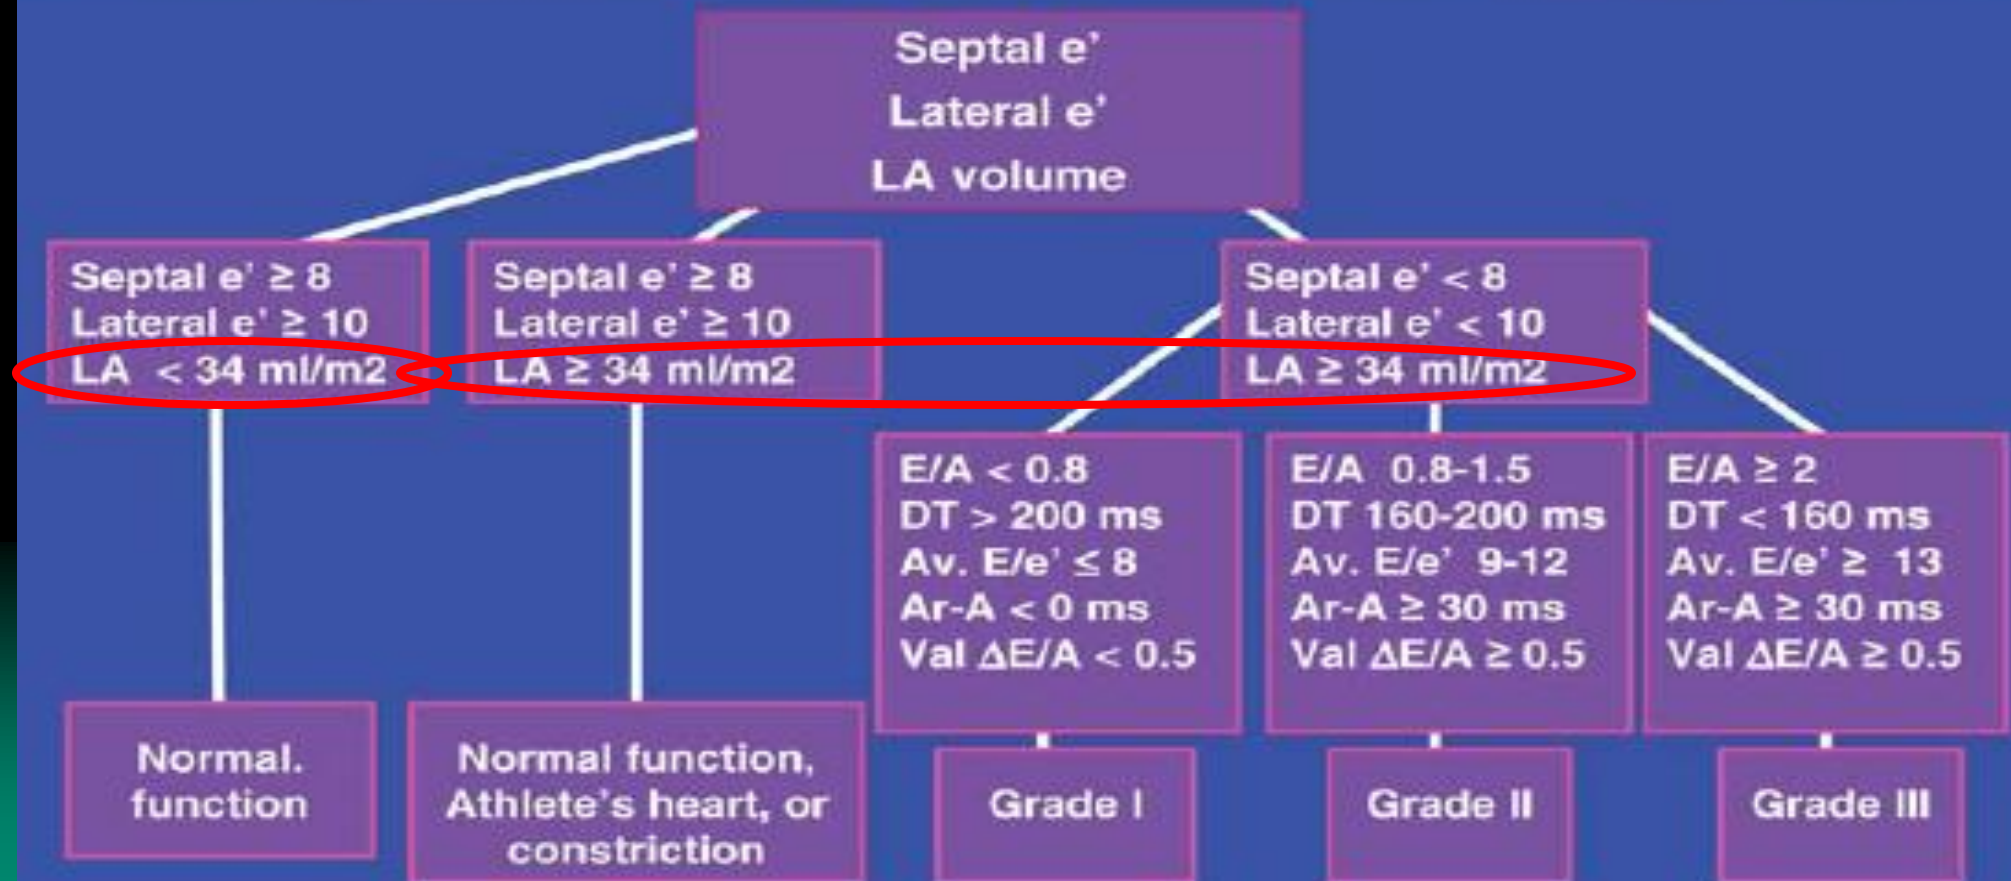 Septal e’
Lateral e’
LA volume
Septal e’ ≥ 8
Lateral e’ ≥ 10
LA < 34 ml/m2
Septal e’ ≥ 8
Lateral e’ ≥ 10
LA ≥ 34 ml/m2
Septal e’ < 8
Lateral e’ < 10
LA ≥ 34 ml/m2
E/A < 0.8
DT > 200 ms
Av. E/e’ ≤ 8
Ar-A < 0 ms
Val ΔE/A < 0.5
E/A 0.8-1.5
DT 160-200 ms
Av. E/e’ 9-12
Ar-A ≥ 30 ms
Val ΔE/A ≥ 0.5
E/A ≥ 2
DT < 160 ms
Av. E/e’ ≥ 13
Ar-A ≥ 30 ms
Val ΔE/A ≥ 0.5
Normal.
function
Normal function,
Athlete’s heart, or
constriction
Grade I
Grade II
Grade III